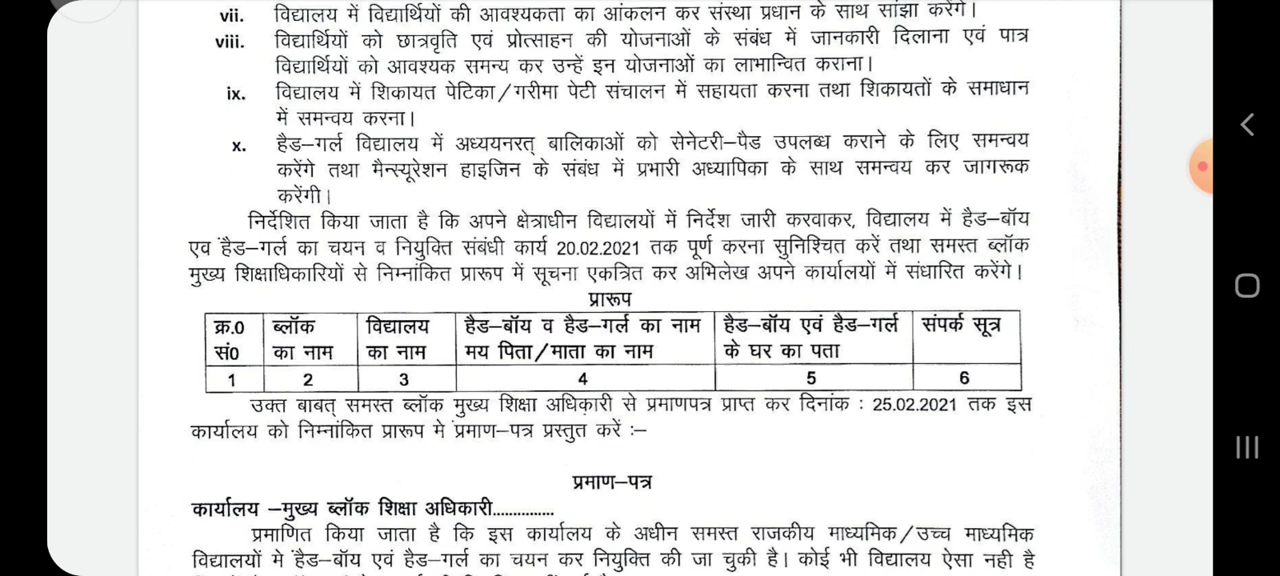 vii. विद्यालय में विद्यार्थियों की आवश्यकता का आंकलन कर संस्था प्रधान के साथ सांझा करेंगे।
viii. विद्यार्थियों को छात्रवृति एवं प्रोत्साहन की योजनाओं के संबंध में जानकारी दिलाना एवं पात्र
विद्यार्थियों को आवश्यक समन्य कर उन्हें इन योजनाओं का लाभान्वित कराना।
ix. विद्यालय में शिकायत पेटिका/गरीमा पेटी संचालन में सहायता करना तथा शिकायतों के समाधान
में समन्वय करना।
x. हैड–गर्ल विद्यालय में अध्ययनरत् बालिकाओं को सेनेटरी–पैड उपलब्ध कराने के लिए समन्वय
करेंगे तथा मैन्स्यूरेशन हाइजिन के संबंध में प्रभारी अध्यापिका के साथ समन्वय कर जागरूक
करेंगी।
निर्देशित किया जाता है कि अपने क्षेत्राधीन विद्यालयों में निर्देश जारी करवाकर, विद्यालय में हैड–बॉय
एव हैड–गर्ल का चयन व नियुक्ति संबंधी कार्य 20.02.2021 तक पूर्ण करना सुनिश्चित करें तथा समस्त ब्लॉक
मुख्य शिक्षाधिकारियों से निम्नांकित प्रारूप में सूचना एकत्रित कर अभिलेख अपने कार्यालयों में संधारित करेंगे।
प्रारूप
क्र.0 ब्लॉक विद्यालय हैड–बॉय व हैड–गर्ल का नाम हैड–बॉय एवं हैड–गर्ल संपर्क सूत्र
सं0 का नाम का नाम मय पिता/माता का नाम के घर का पता
1 2 3 4 5 6
उक्त बाबत् समस्त ब्लॉक मुख्य शिक्षा अधिकारी से प्रमाणपत्र प्राप्त कर दिनांक : 25.02.2021 तक इस
कार्यालय को निम्नांकित प्रारूप मे प्रमाण–पत्र प्रस्तुत करें :–
प्रमाण–पत्र
कार्यालय –मुख्य ब्लॉक शिक्षा अधिकारी..............
प्रमाणित किया जाता है कि इस कार्यालय के अधीन समस्त राजकीय माध्यमिक/उच्च माध्यमिक
विद्यालयों मे हैड–बॉय एवं हैड–गर्ल का चयन कर नियुक्ति की जा चुकी है। कोई भी विद्यालय ऐसा नही है